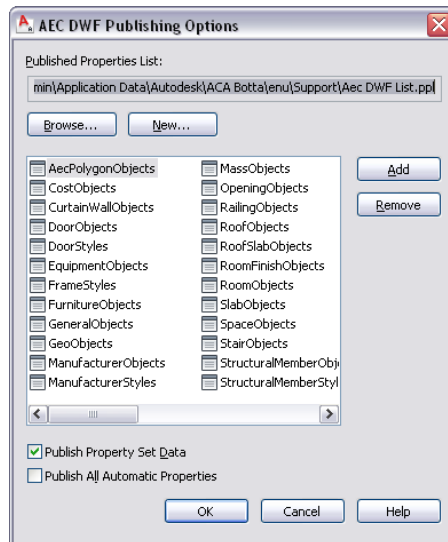 AEC DWF Publishing Options
Published Properties List:
min\Application Data\Autodesk\ACA Botta\enu\Support\Aec DWF List.ppl
Browse...
New...
AecPolygonObjects
CostObjects
CurtainWallObjects
DoorObjects
DoorStyles
EquipmentObjects
FrameStyles
FurnitureObjects
GeneralObjects
GeoObjects
ManufacturerObjects
ManufacturerStyles
MassObjects
OpeningObjects
RailingObjects
RoofObjects
RoofSlabObjects
RoomFinishObjects
RoomObjects
SlabObjects
SpaceObjects
StairObjects
StructuralMemberObj
StructuralMemberStyl
Add
Remove
Publish Property Set Data
Publish All Automatic Properties
OK
Cancel
Help